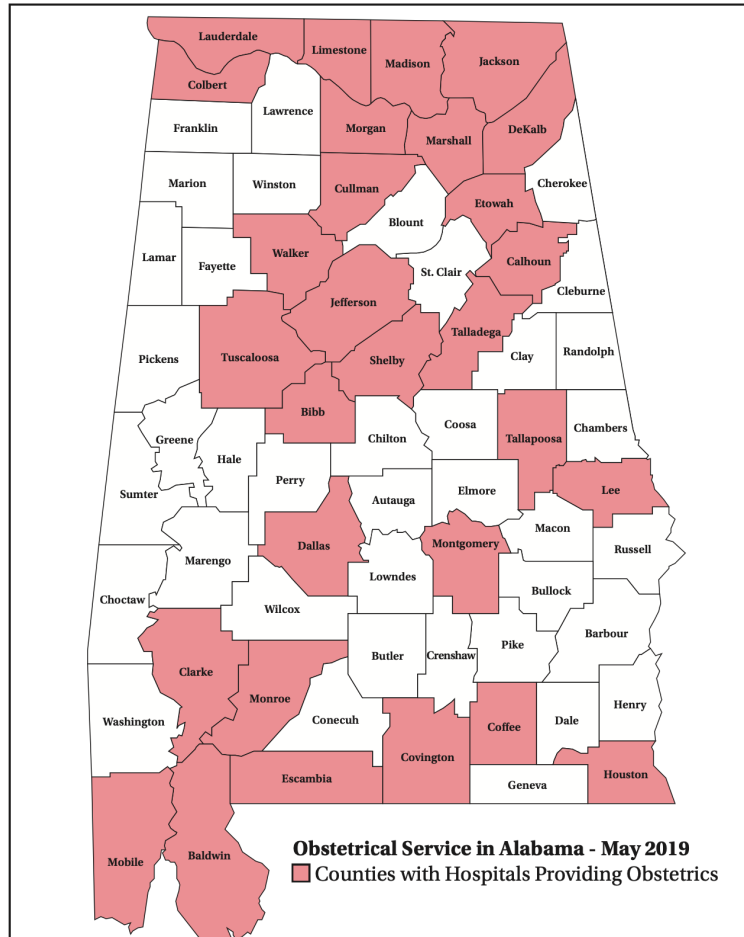 Lauderdale
Limestone
Madison
Jackson
Colbert
Lawrence
Franklin
Morgan
Marshall
DeKalb
Marion
Winston
Cullman
Cherokee
Etowah
Blount
Lamar
Fayette
Walker
St. Clair
Calhoun
Cleburne
Jefferson
Pickens
Tuscaloosa
Shelby
Talladega
Clay
Randolph
Bibb
Greene
Hale
Chilton
Coosa
Tallapoosa
Chambers
Sumter
Perry
Autauga
Elmore
Lee
Macon
Marengo
Dallas
Montgomery
Russell
Choctaw
Lowndes
Bullock
Wilcox
Barbour
Clarke
Butler
Crenshaw
Pike
Washington
Monroe
Conecuh
Coffee
Dale
Henry
Escambia
Covington
Geneva
Houston
Mobile
Baldwin
Obstetrical Service in Alabama - May 2019
Counties with Hospitals Providing Obstetrics